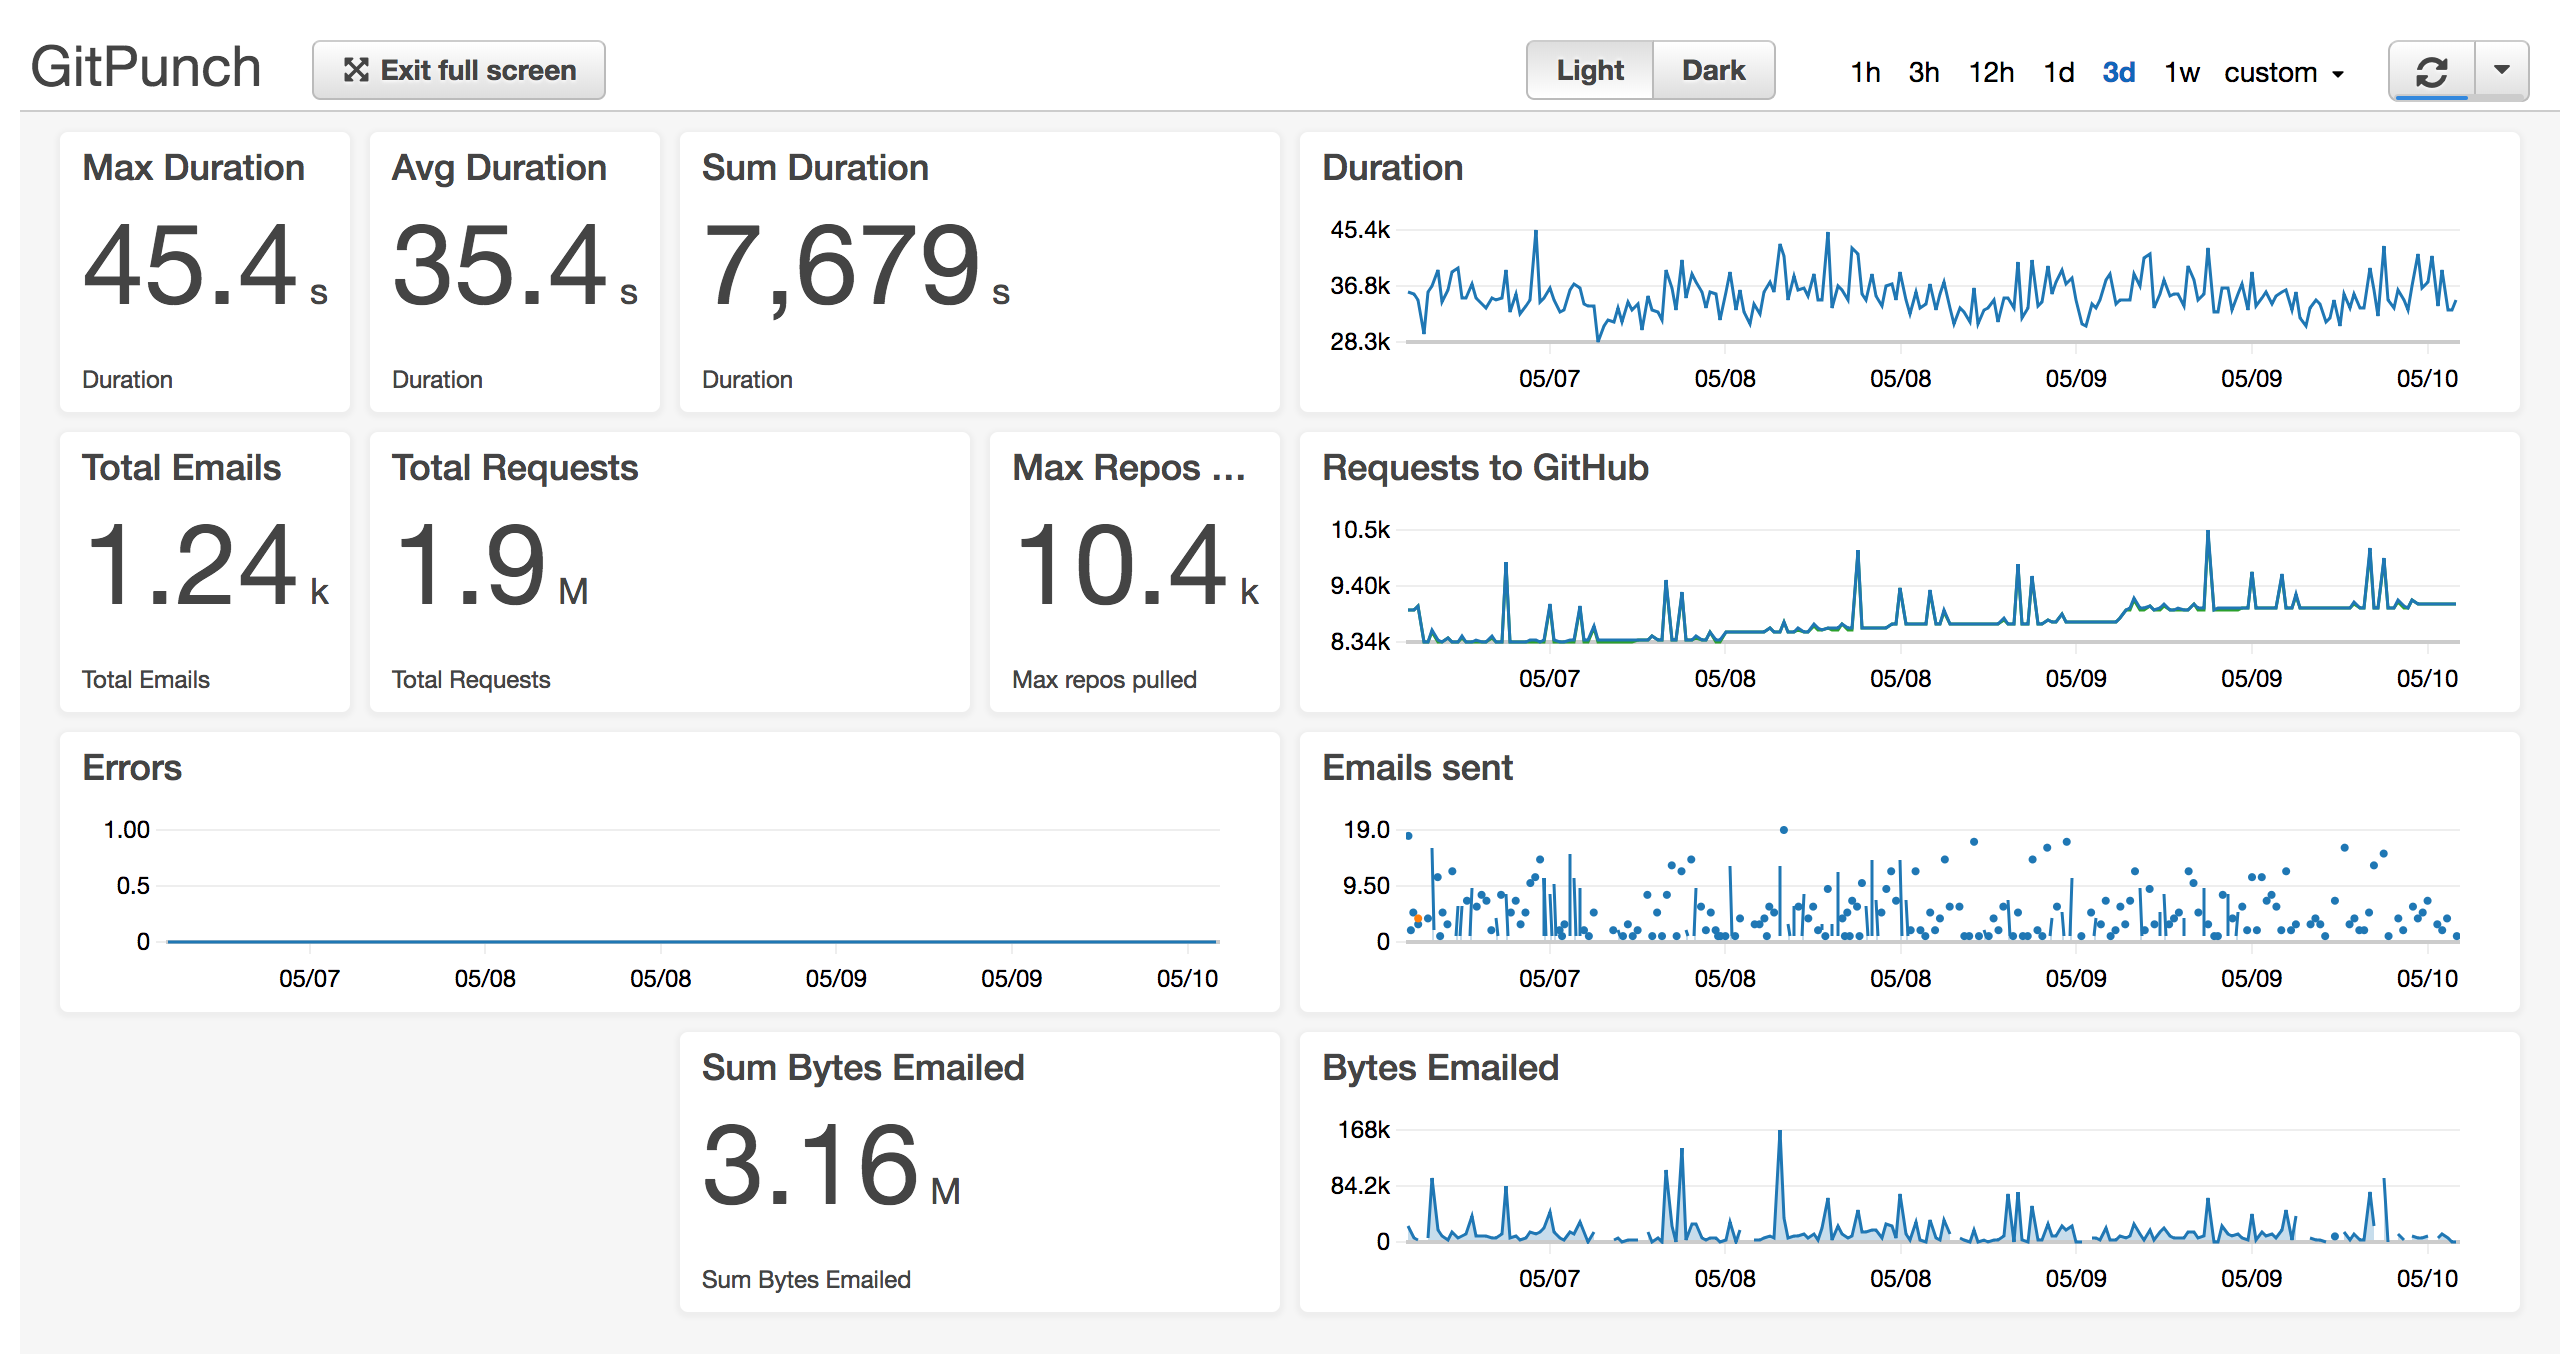 GitPunch
Exit full screen
Light Dark
1h 3h 12h 1d 3d 1w custom
Max Duration
45.4 s
Duration
Avg Duration
35.4 s
Duration
Sum Duration
7,679 s
Duration
Duration
45.4k
36.8k
28.3k
05/07 05/08 05/08 05/09 05/09 05/10
Total Emails
1.24 k
Total Emails
Total Requests
1.9 M
Total Requests
Max Repos ...
10.4 k
Max repos pulled
Requests to GitHub
10.5k
9.40k
8.34k
05/07 05/08 05/08 05/09 05/09 05/10
Errors
1.00
0.5
0
05/07 05/08 05/08 05/09 05/09 05/10
Emails sent
19.0
9.50
0
05/07 05/08 05/08 05/09 05/09 05/10
Sum Bytes Emailed
3.16 M
Sum Bytes Emailed
Bytes Emailed
168k
84.2k
0
05/07 05/08 05/08 05/09 05/09 05/10